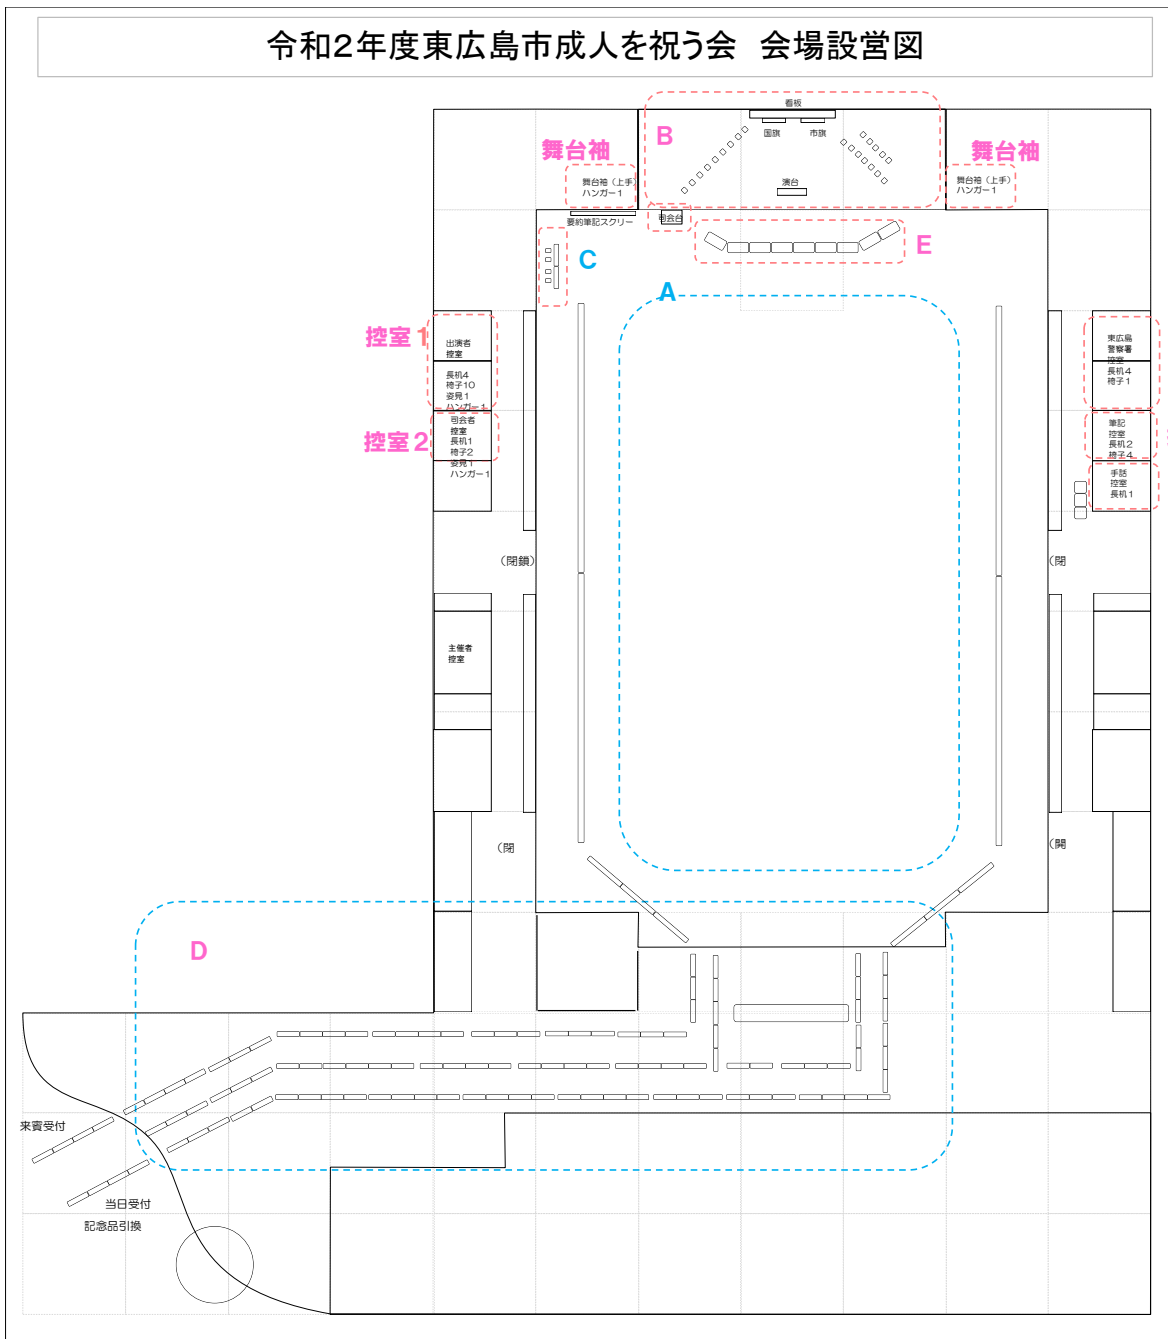 令和2年度東広島市成人を祝う会 会場設営図
看板
国旗
市旗
B
舞台袖
舞台袖
舞台袖（上手）
ハンガー1
演台
舞台袖（上手）
ハンガー1
要約筆記スクリー
司会台
E
C
A
控室1
出演者
控室
長机4
椅子10
姿見1
ハンガー1
東広島
警察署
控室
長机4
椅子1
控室2
司会者
控室
長机1
椅子2
姿見1
ハンガー1
筆記
控室
長机2
椅子4
手話
控室
長机1
（閉鎖）
（閉
主催者
控室
（閉
（開
D
来賓受付
当日受付
記念品引換